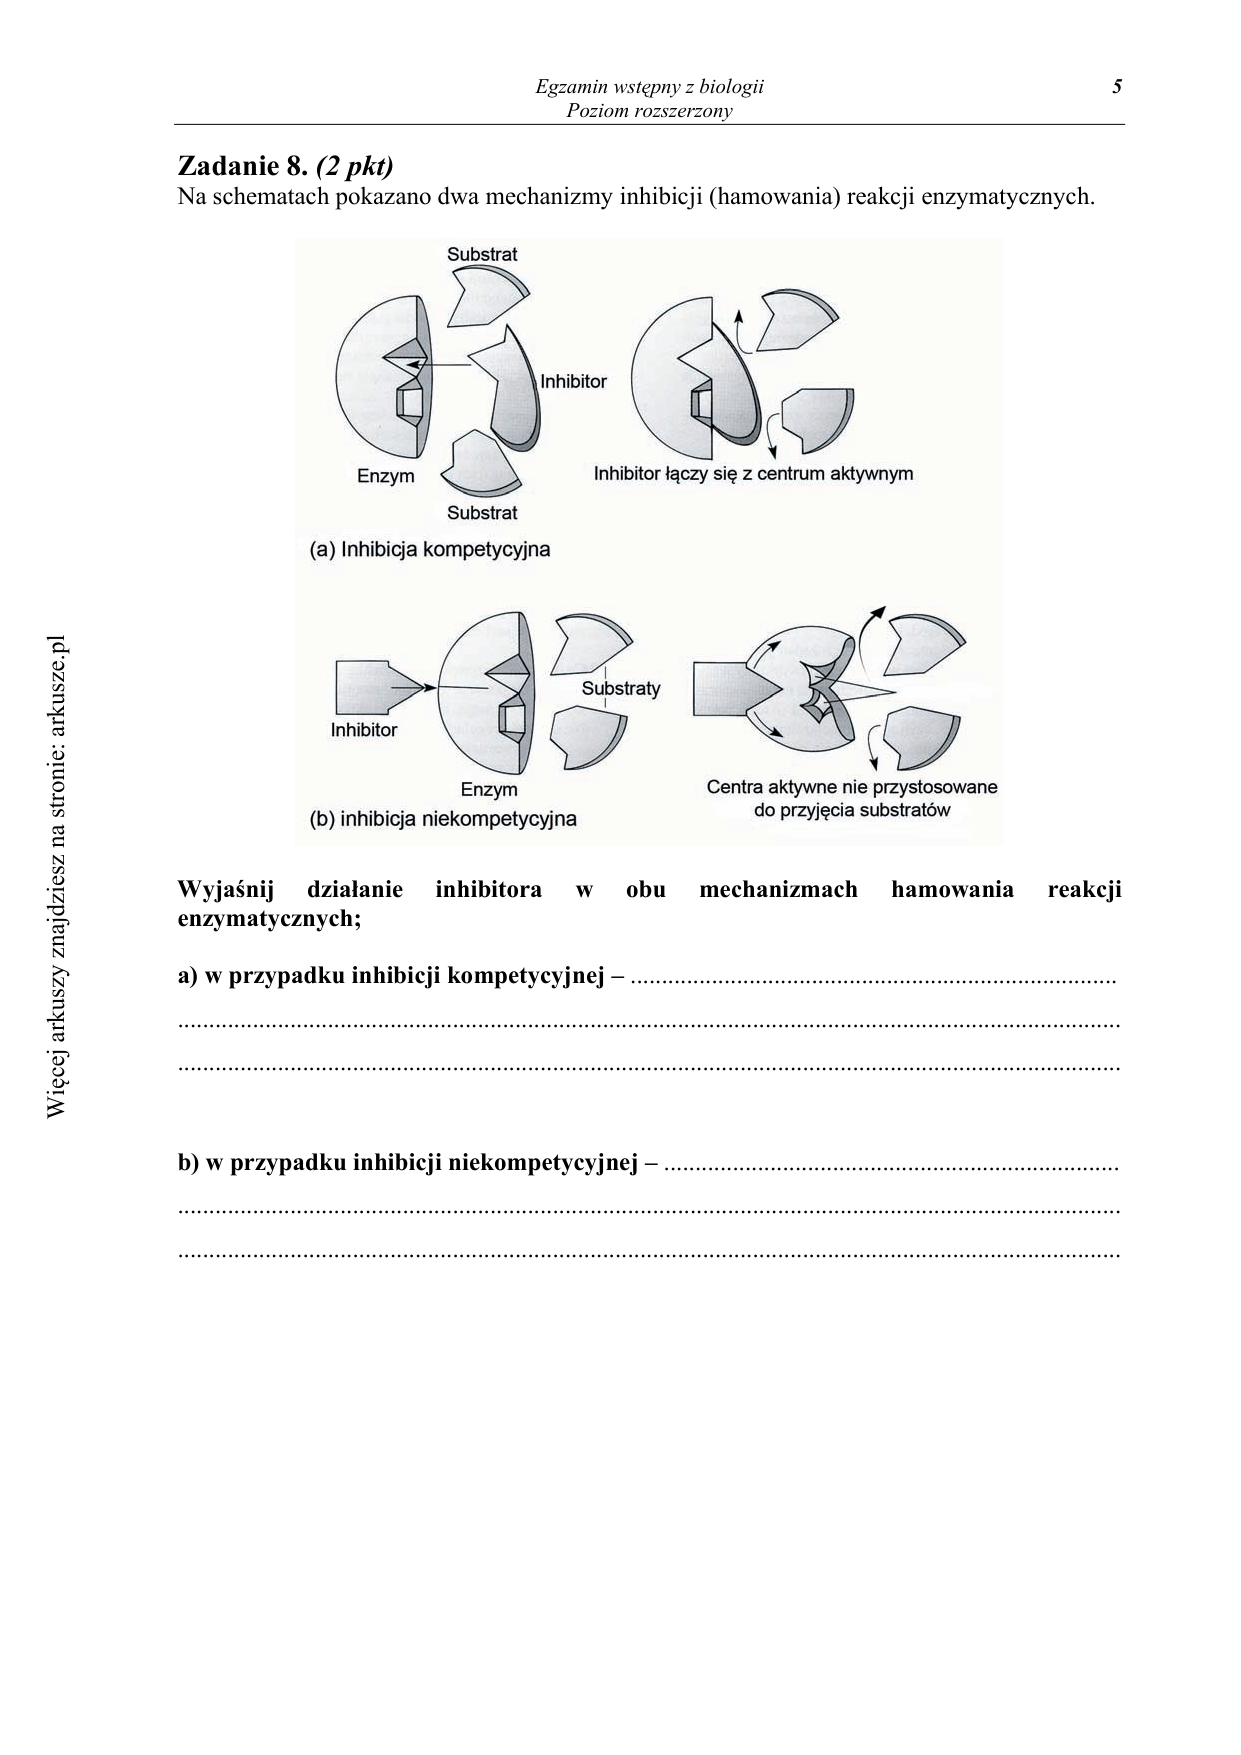 Egzamin wstępny z biologii
5
Poziom rozszerzony
Zadanie 8. (2 pkt)
Na schematach pokazano dwa mechanizmy inhibicji (hamowania) reakcji enzymatycznych.
Substrat
Inhibitor
Enzym
Substrat
Inhibitor łączy się z centrum aktywnym
(a) Inhibicja kompetycyjna
Inhibitor
Substraty
Enzym
Centra aktywne nie przystosowane
do przyjęcia substratów
(b) inhibicja niekompetycyjna
Wyjaśnij działanie inhibitora w obu mechanizmach hamowania reakcji
enzymatycznych;
a) w przypadku inhibicji kompetycyjnej – ..............................................................................
.......................................................................................................................................................
.......................................................................................................................................................
b) w przypadku inhibicji niekompetycyjnej – .........................................................................
.......................................................................................................................................................
.......................................................................................................................................................
Więcej arkuszy znajdziesz na stronie: arkusze.pl